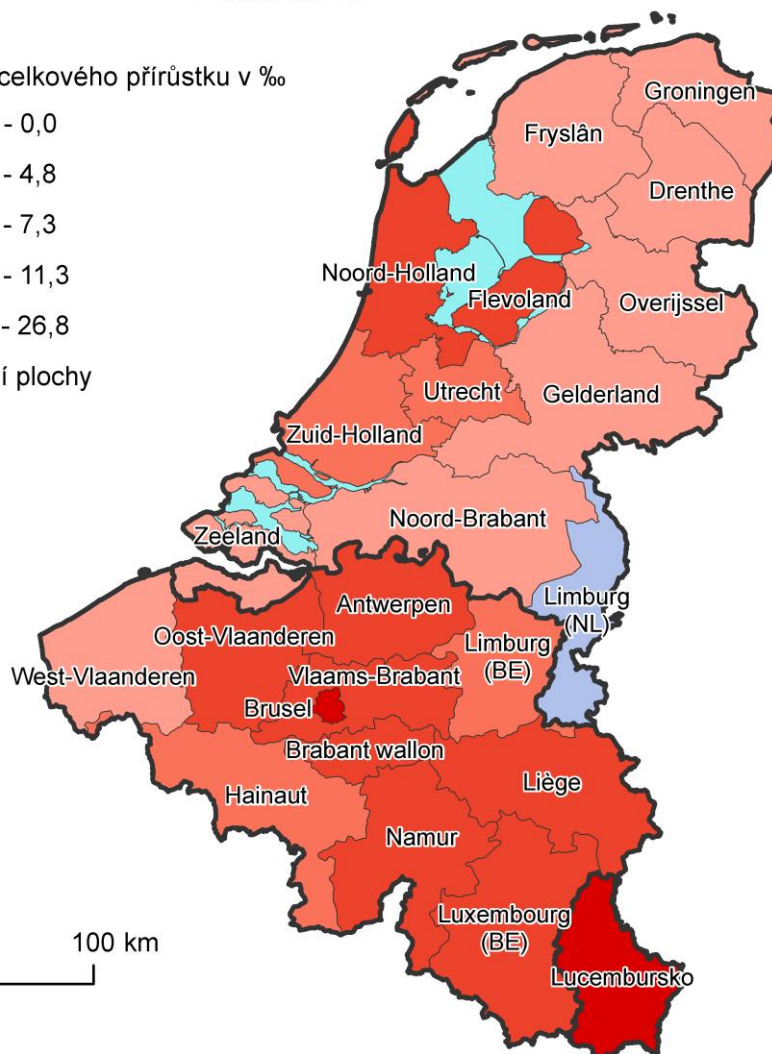 celkového přírůstku v ‰
- 0,0
- 4,8
- 7,3
- 11,3
- 26,8
í plochy
Groningen
Fryslân
Drenthe
Noord-Holland
Flevoland
Overijssel
Utrecht
Gelderland
Zuid-Holland
Noord-Brabant
Zeeland
Limburg
(NL)
Antwerpen
Oost-Vlaanderen
Limburg
(BE)
West-Vlaanderen
Vlaams-Brabant
Brusel
Brabant wallon
Liège
Hainaut
Namur
Luxembourg
(BE)
100 km
Lucembursko